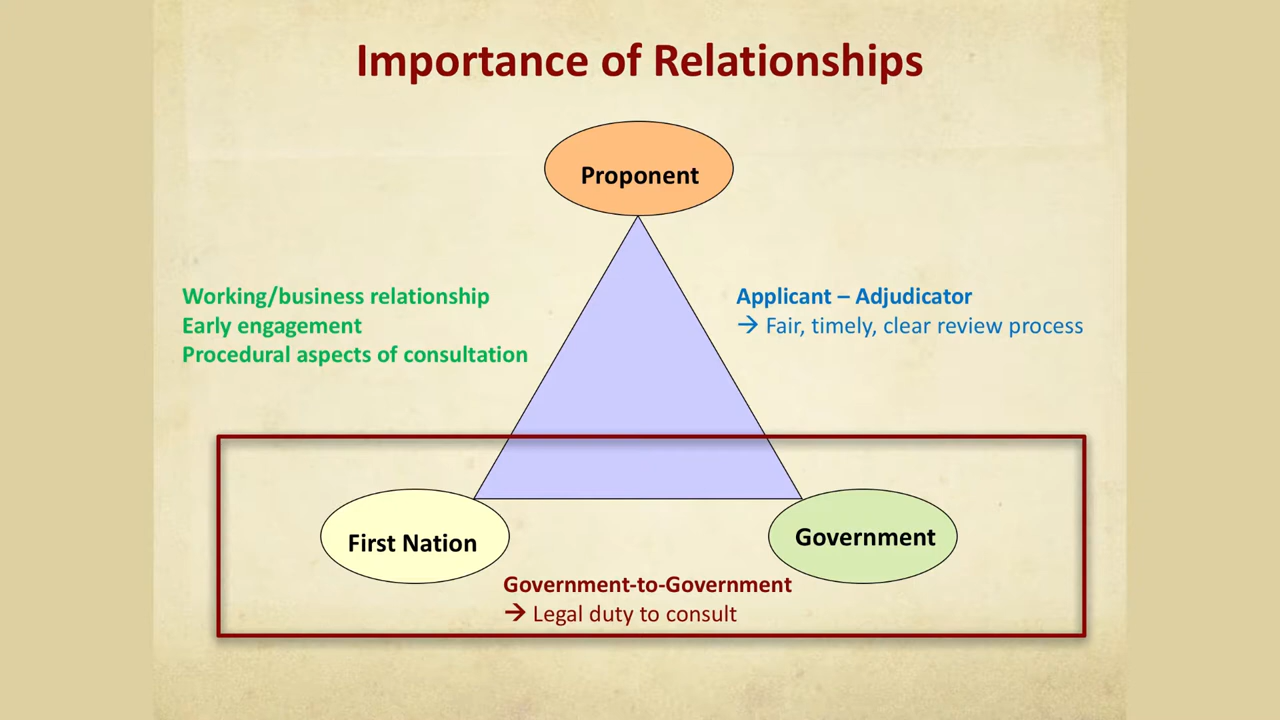 Importance of Relationships
Proponent
Working/business relationship
Early engagement
Procedural aspects of consultation
Applicant – Adjudicator
→ Fair, timely, clear review process
First Nation
Government
Government-to-Government
→ Legal duty to consult